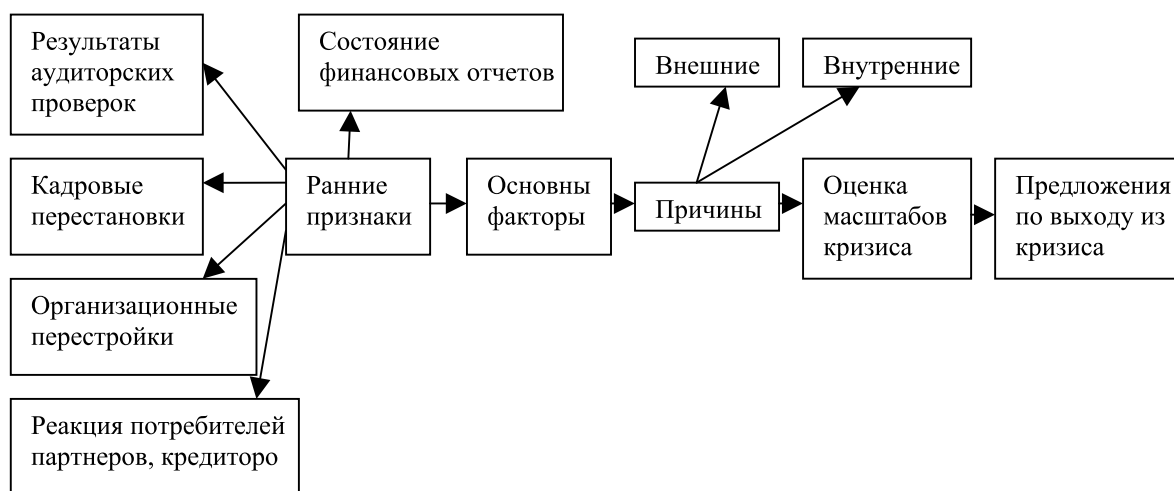 Результаты
аудиторских
проверок
Состояние
финансовых отчетов
Внешние
Внутренние
Кадровые
перестановки
Ранние
признаки
Основны
факторы
Причины
Оценка
масштабов
кризиса
Предложения
по выходу из
кризиса
Организационные
перестройки
Реакция потребителей
партнеров, кредиторо